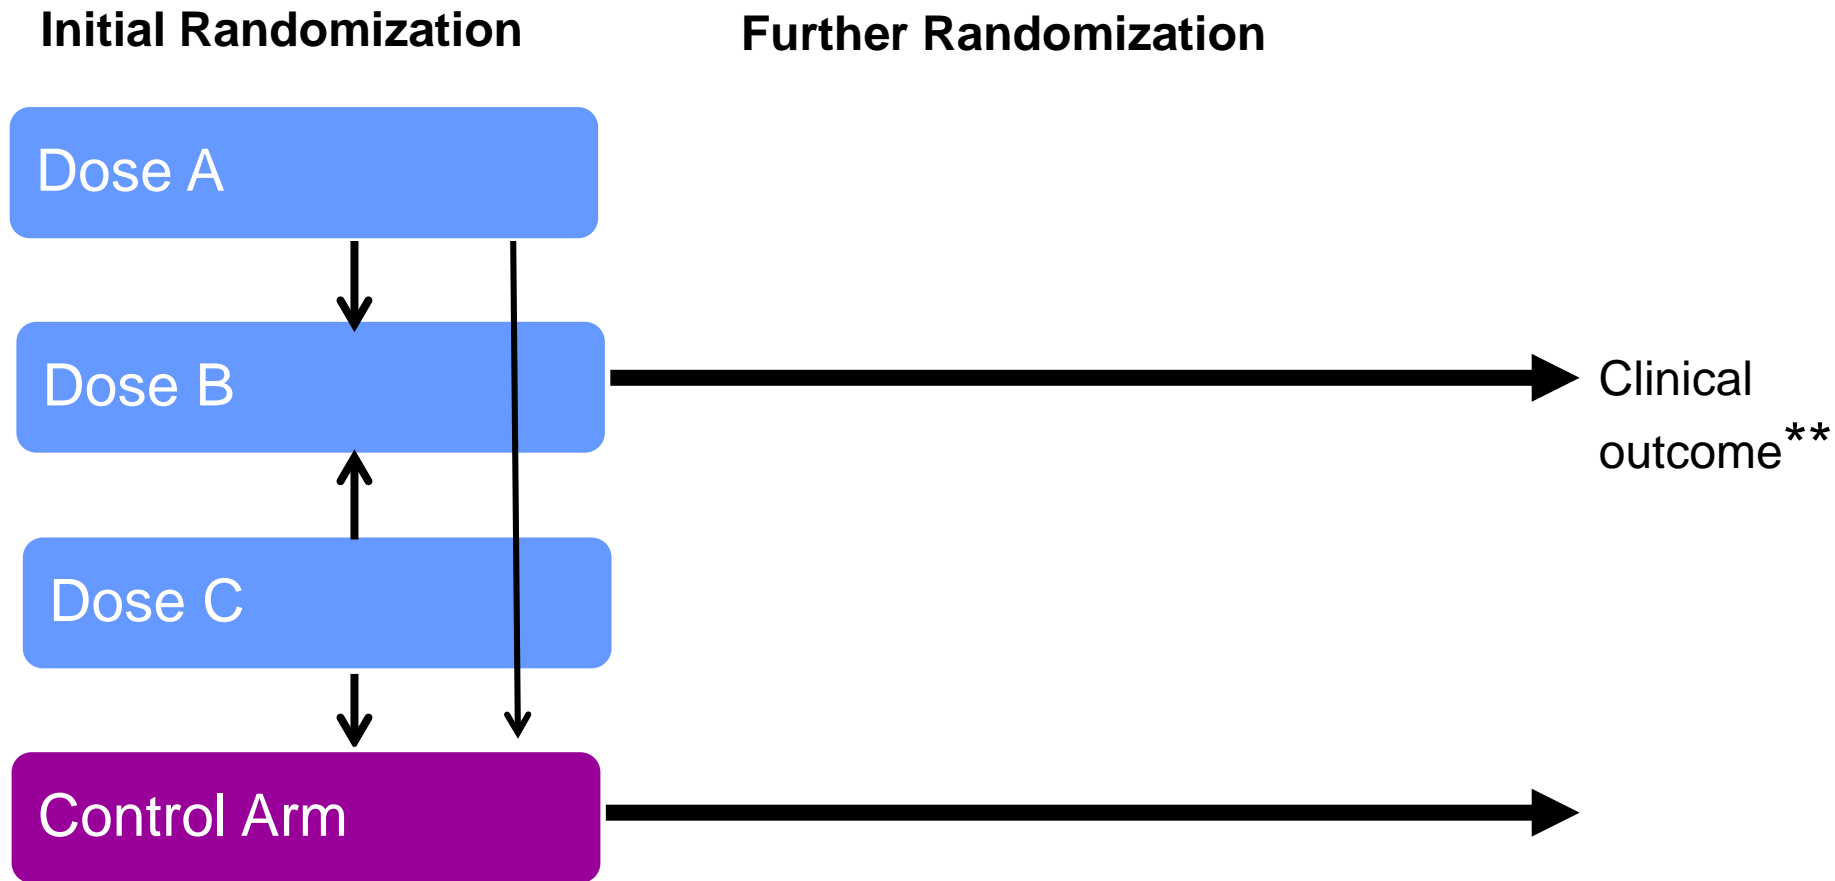 Initial Randomization
Further Randomization
Dose A
Dose B
Clinical
outcome**
Dose C
Control Arm